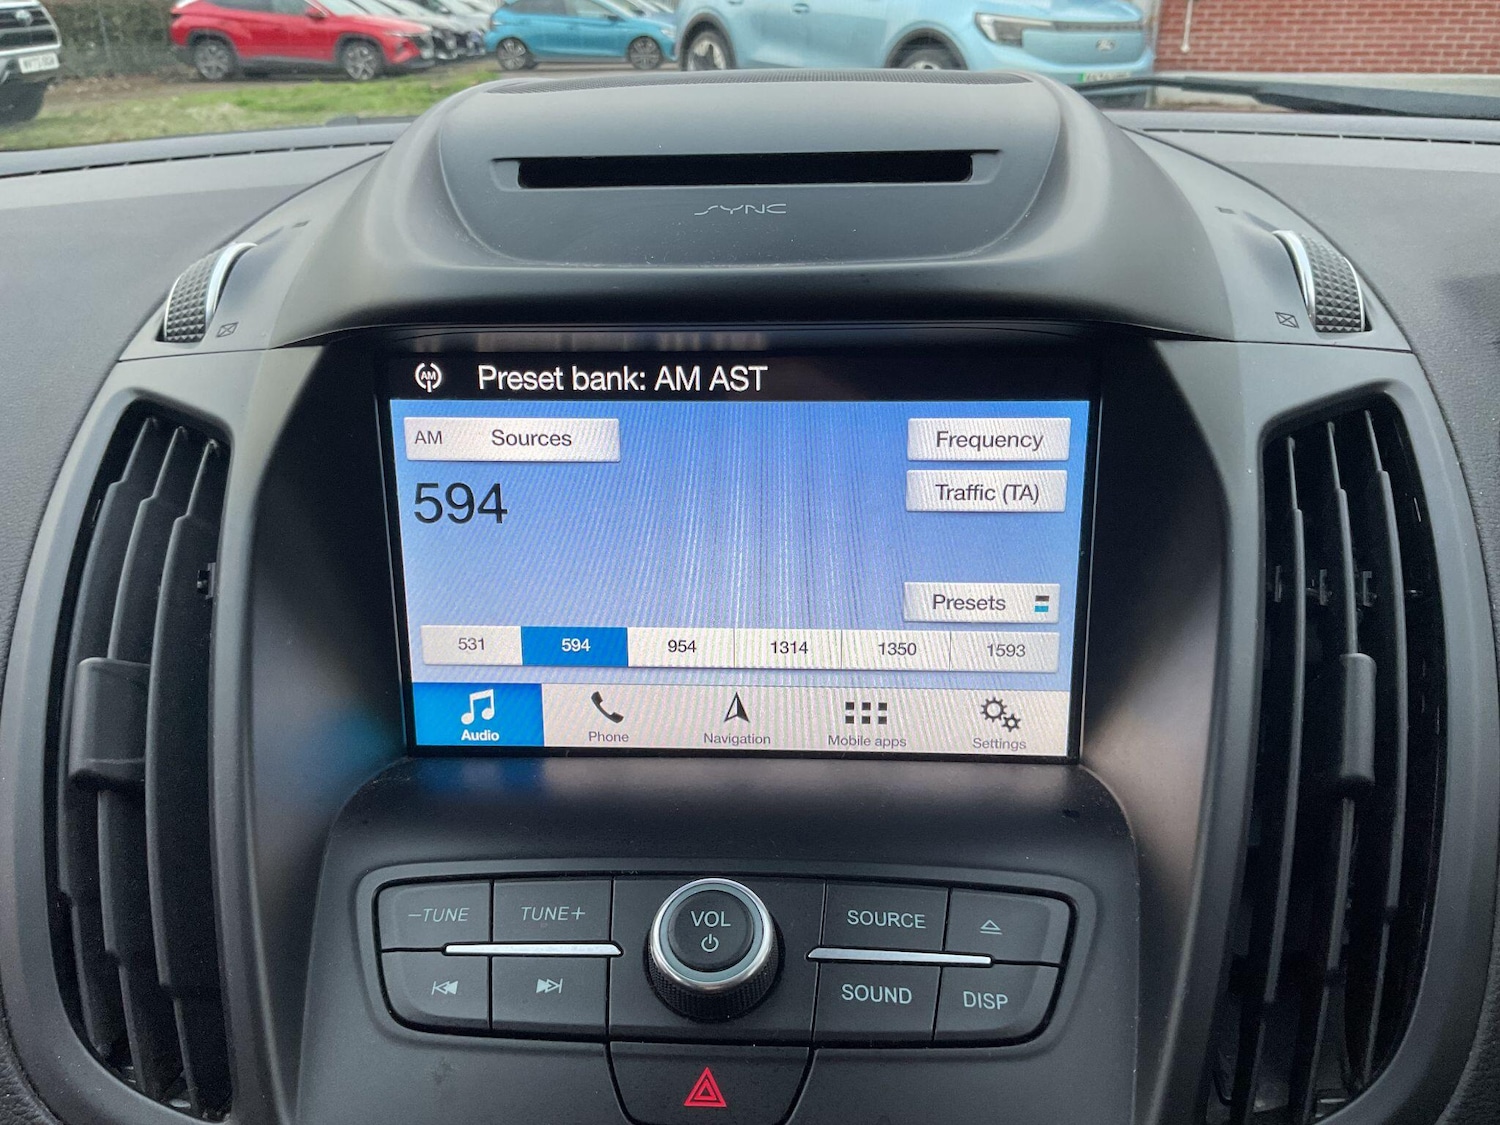 SYNC
AM Preset bank: AM AST
AM Sources
Frequency
594
Traffic (TA)
Presets
531 594 954 1314 1350 1593
Audio Phone Navigation Mobile apps Settings
-TUNE TUNE+ VOL SOURCE
SOUND DISP